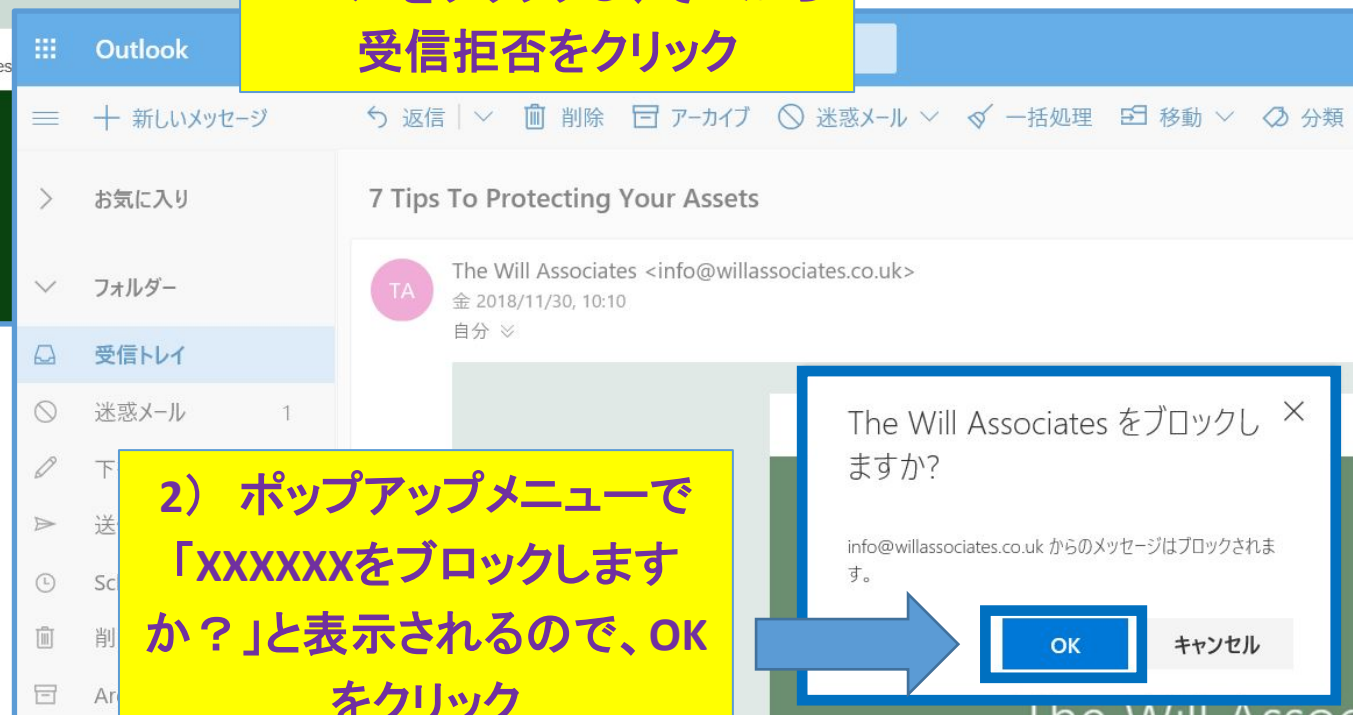 受信拒否をクリック
Outlook
新しいメッセージ
返信 削除 アーカイブ 迷惑メール 一括処理 移動 分類
お気に入り
7 Tips To Protecting Your Assets
フォルダー
TA
The Will Associates <info@willassociates.co.uk>
金 2018/11/30, 10:10
自分
受信トレイ
迷惑メール 1
The Will Associates をブロックし
ますか?
info@willassociates.co.uk からのメッセージはブロックされま
す。
OK キャンセル
2） ポップアップメニューで
「XXXXXXをブロックします
か？」と表示されるので、OK
をクリック
The Will Assoc